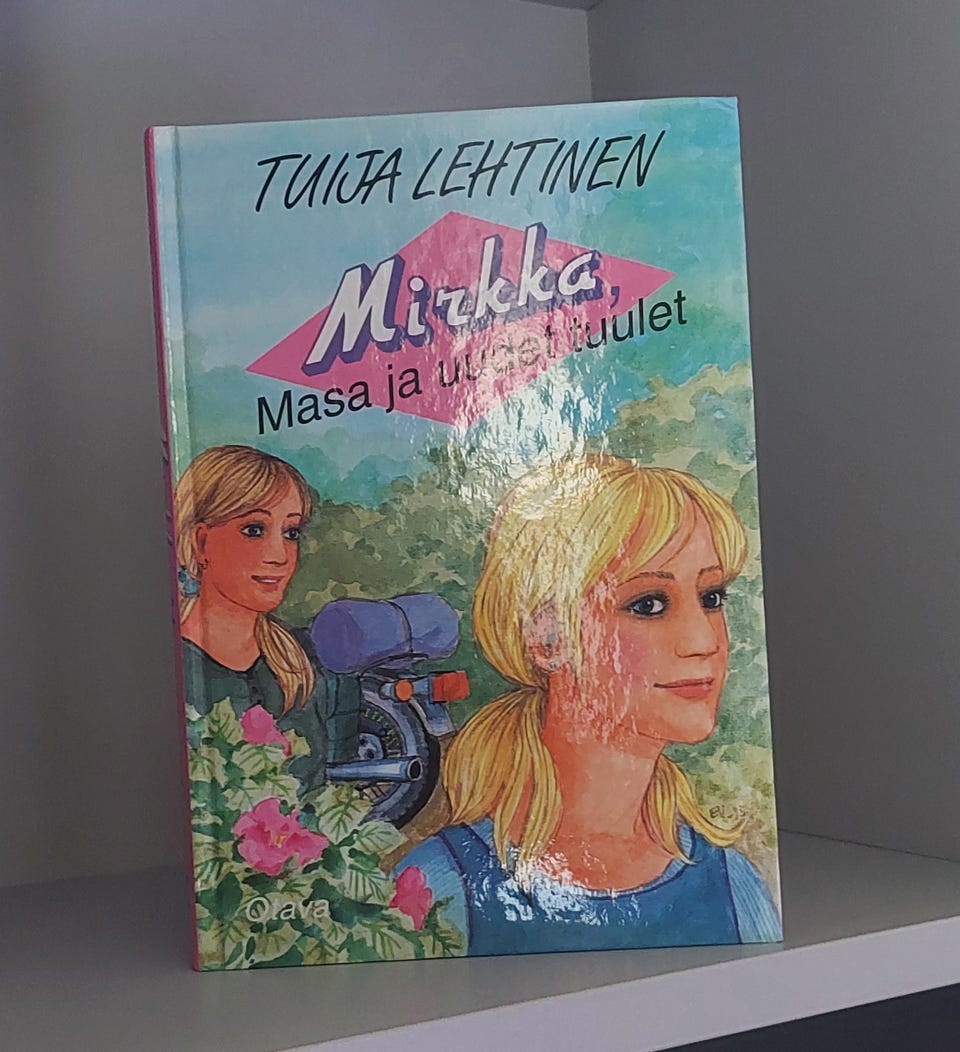 TUIJA LEHTINEN
Mirkka,
Masa ja uudet tuulet
Otava